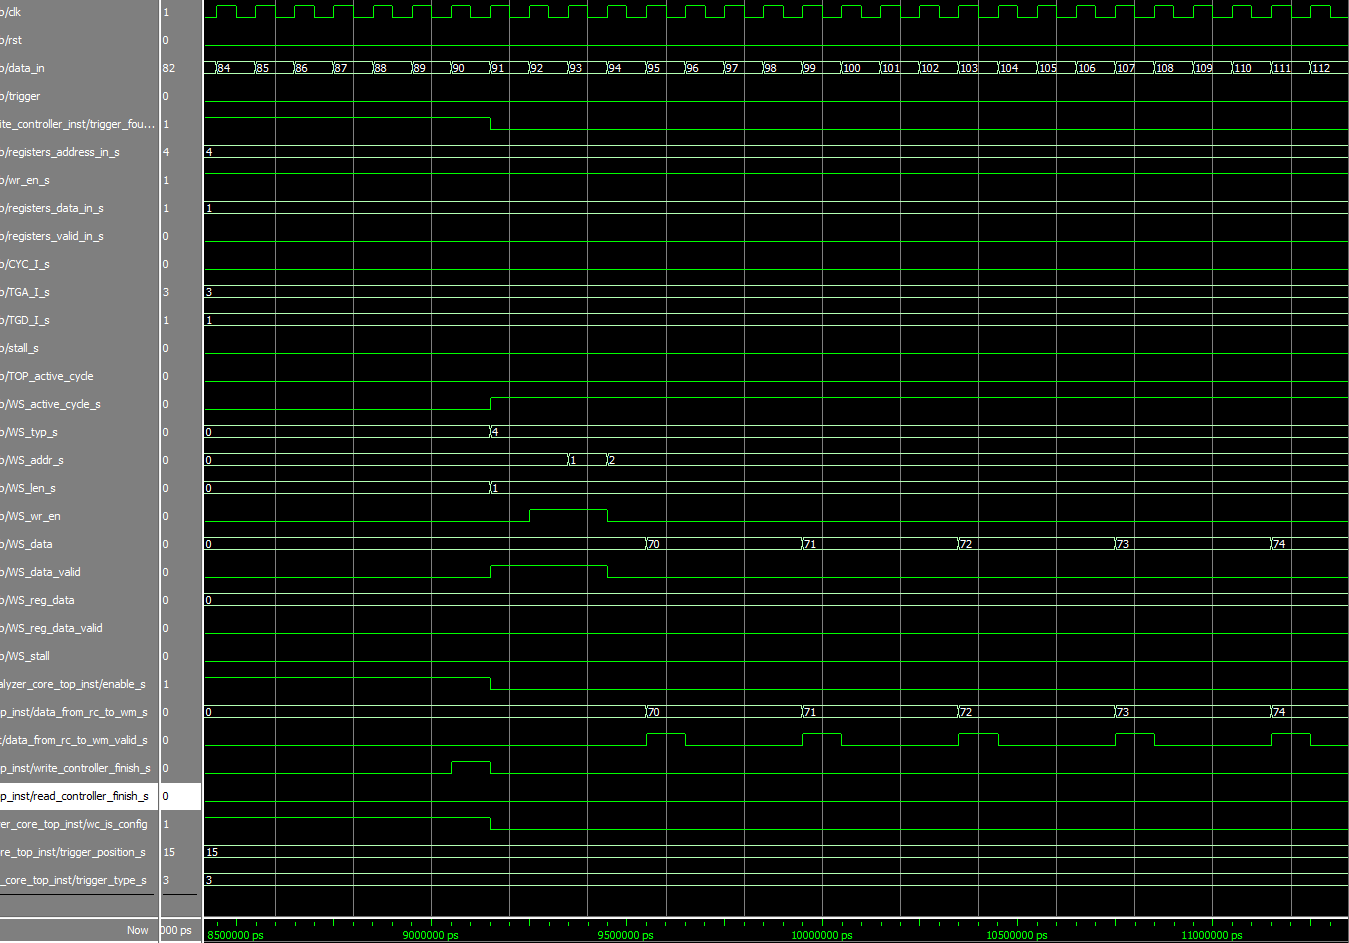 o/clk 1
o/rst 0
o/data_in 82 84 85 86 87 88 89 90 91 92 93 94 95 96 97 98 99 100 101 102 103 104 105 106 107 108 109 110 111 112
o/trigger 0
ite_controller_inst/trigger_fou... 1
o/registers_address_in_s 4 4
o/wr_en_s 1
o/registers_data_in_s 1 1
o/registers_valid_in_s 0
o/CYC_I_s 0
o/TGA_I_s 3 3
o/TGD_I_s 1 1
o/stall_s 0
o/TOP_active_cycle 0
o/WS_active_cycle_s 0
o/WS_typ_s 0 0 4
o/WS_addr_s 0 0 1 2
o/WS_len_s 0 0 1
o/WS_wr_en 0
o/WS_data 0 0 70 71 72 73 74
o/WS_data_valid 0
o/WS_reg_data 0 0
o/WS_reg_data_valid 0
o/WS_stall 0
alyzer_core_top_inst/enable_s 1
p_inst/data_from_rc_to_wm_s 0 0 70 71 72 73 74
t/data_from_rc_to_wm_valid_s 0
p_inst/write_controller_finish_s 0
p_inst/read_controller_finish_s 0
er_core_top_inst/wc_is_config 1
re_top_inst/trigger_position_s 15 15
_core_top_inst/trigger_type_s 3 3
Now 000 ps 8500000 ps 9000000 ps 9500000 ps 10000000 ps 10500000 ps 11000000 ps